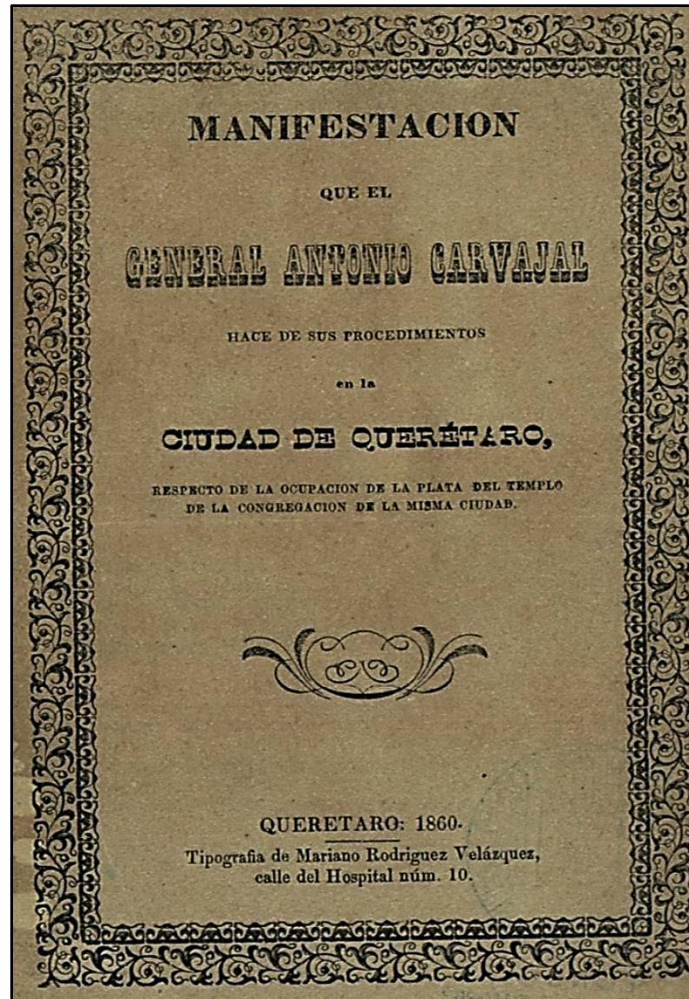 MANIFESTACION
QUE EL
GENERAL ANTONIO CARVAJAL
HACE DE SUS PROCEDIMIENTOS
en la
CIUDAD DE QUERÉTARO,
RESPECTO DE LA OCUPACION DE LA PLATA DEL TEMPLO
DE LA CONGREGACION DE LA MISMA CIUDAD.
QUERETARO: 1860.
Tipografia de Mariano Rodriguez Velázquez,
calle del Hospital núm. 10.